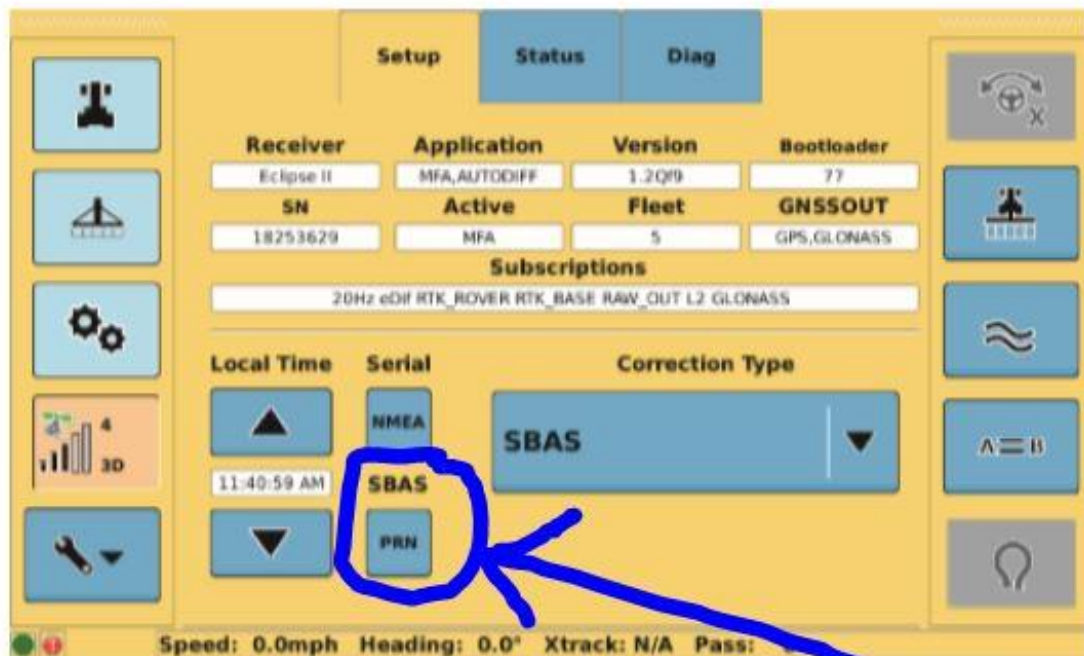 Setup Status Diag
Receiver Application Version Bootloader
Eclipse II MFA,AUTODIFF 1.2Qf9 77
SN Active Fleet GNSSOUT
18253629 MFA 5 GPS,GLONASS
Subscriptions
20Hz eDif RTK_ROVER RTK_BASE RAW_OUT L2 GLONASS
Local Time Serial Correction Type
NMEA
SBAS
4
3D
11:40:59 AM SBAS
PRN
X
A=B
Speed: 0.0mph Heading: 0.0° Xtrack: N/A Pass: